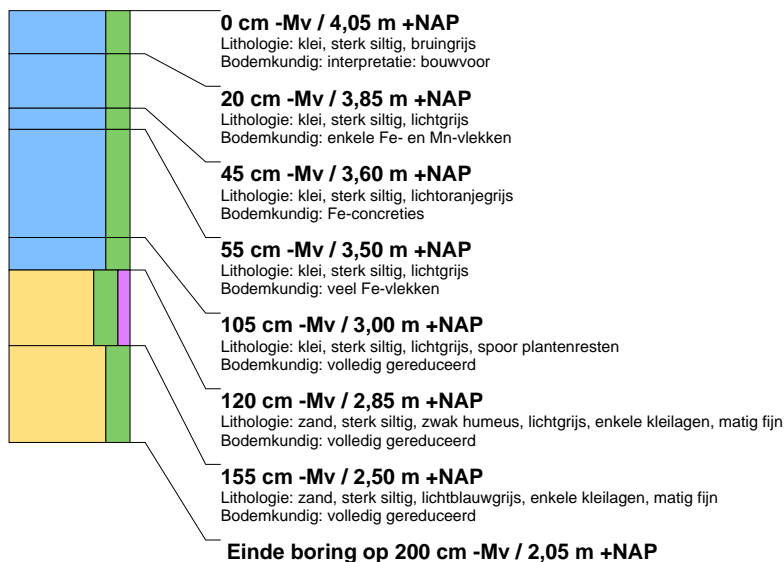 0 cm -Mv / 4,05 m +NAP
Lithologie: klei, sterk siltig, bruingrijs
Bodemkundig: interpretatie: bouwvoor
20 cm -Mv / 3,85 m +NAP
Lithologie: klei, sterk siltig, lichtgrijs
Bodemkundig: enkele Fe- en Mn-vlekken
45 cm -Mv / 3,60 m +NAP
Lithologie: klei, sterk siltig, lichtoranjegrijs
Bodemkundig: Fe-concreties
55 cm -Mv / 3,50 m +NAP
Lithologie: klei, sterk siltig, lichtgrijs
Bodemkundig: veel Fe-vlekken
105 cm -Mv / 3,00 m +NAP
Lithologie: klei, sterk siltig, lichtgrijs, spoor plantenresten
Bodemkundig: volledig gereduceerd
120 cm -Mv / 2,85 m +NAP
Lithologie: zand, sterk siltig, zwak humeus, lichtgrijs, enkele kleilagen, matig fijn
Bodemkundig: volledig gereduceerd
155 cm -Mv / 2,50 m +NAP
Lithologie: zand, sterk siltig, lichtblauwgrijs, enkele kleilagen, matig fijn
Bodemkundig: volledig gereduceerd
Einde boring op 200 cm -Mv / 2,05 m +NAP